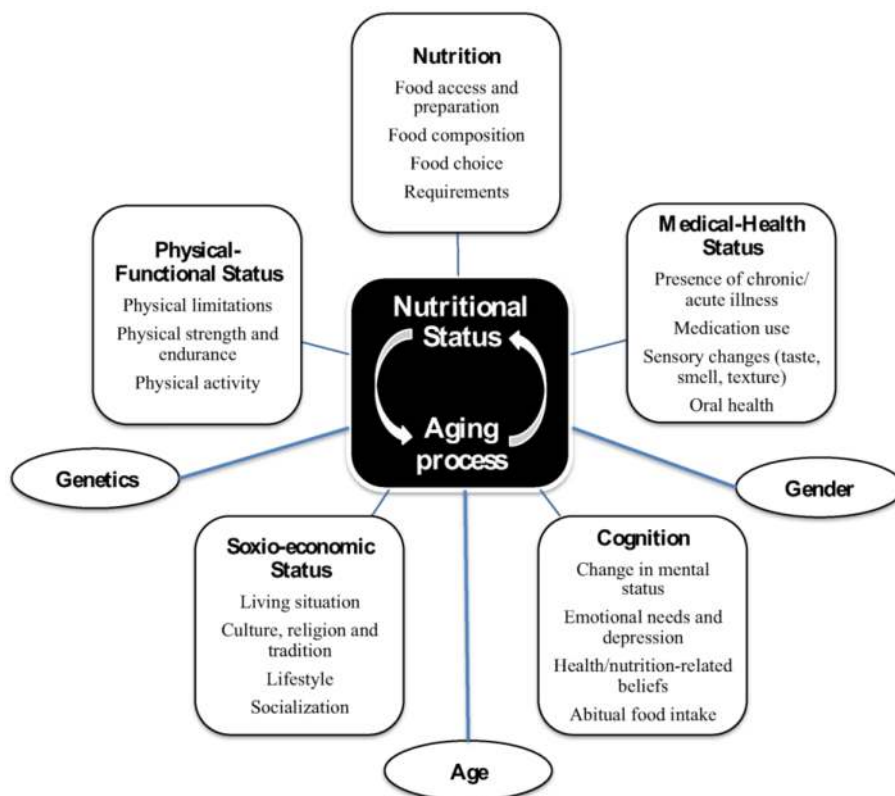 Nutrition
Food access and
preparation
Food composition
Food choice
Requirements
Physical-
Functional Status
Physical limitations
Physical strength and
endurance
Physical activity
Medical-Health
Status
Presence of chronic/
acute illness
Medication use
Sensory changes (taste,
smell, texture)
Oral health
Nutritional
Status
Aging
process
Genetics
Gender
Soxio-economic
Status
Living situation
Culture, religion and
tradition
Lifestyle
Socialization
Cognition
Change in mental
status
Emotional needs and
depression
Health/nutrition-related
beliefs
Abitual food intake
Age